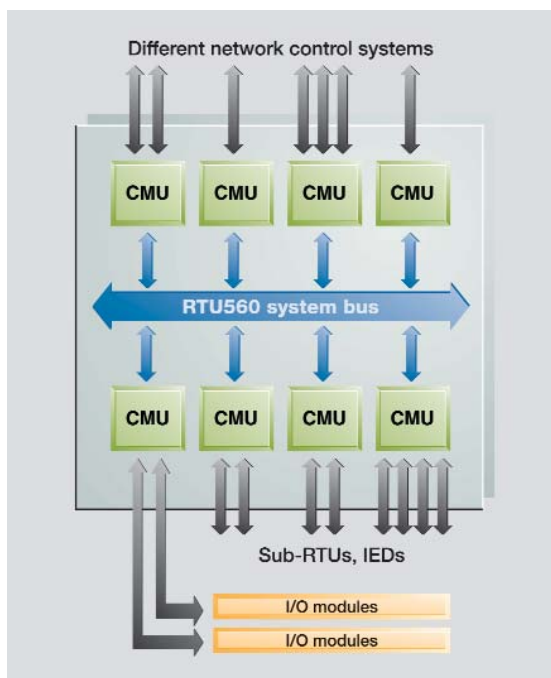 Different network control systems
CMU CMU CMU CMU
RTU560 system bus
CMU CMU CMU CMU
Sub-RTUs, IEDs
I/O modules
I/O modules